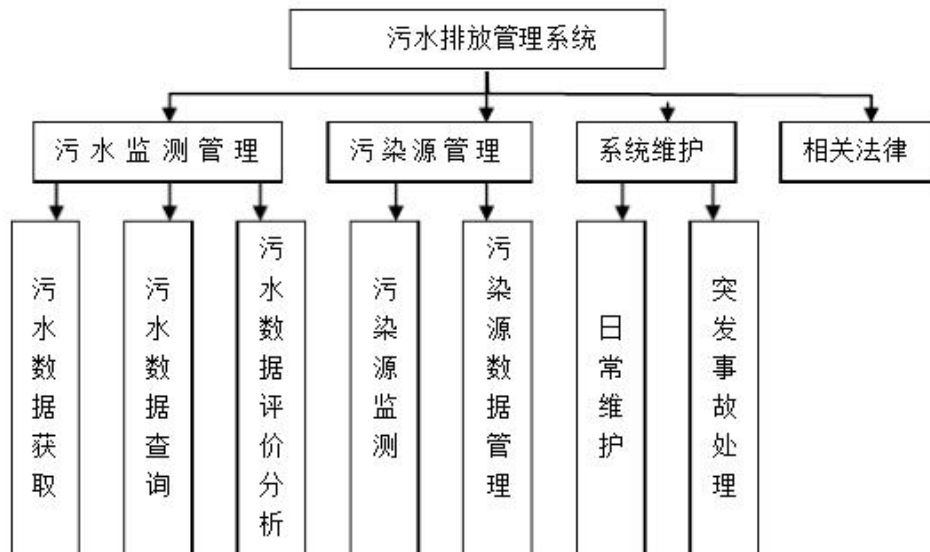 污水排放管理系统
污水监测管理
污染源管理
系统维护
相关法律
污水数据获取
污水数据查询
污水数据评价分析
污染源监测
污染源数据管理
日常维护
突发事故处理